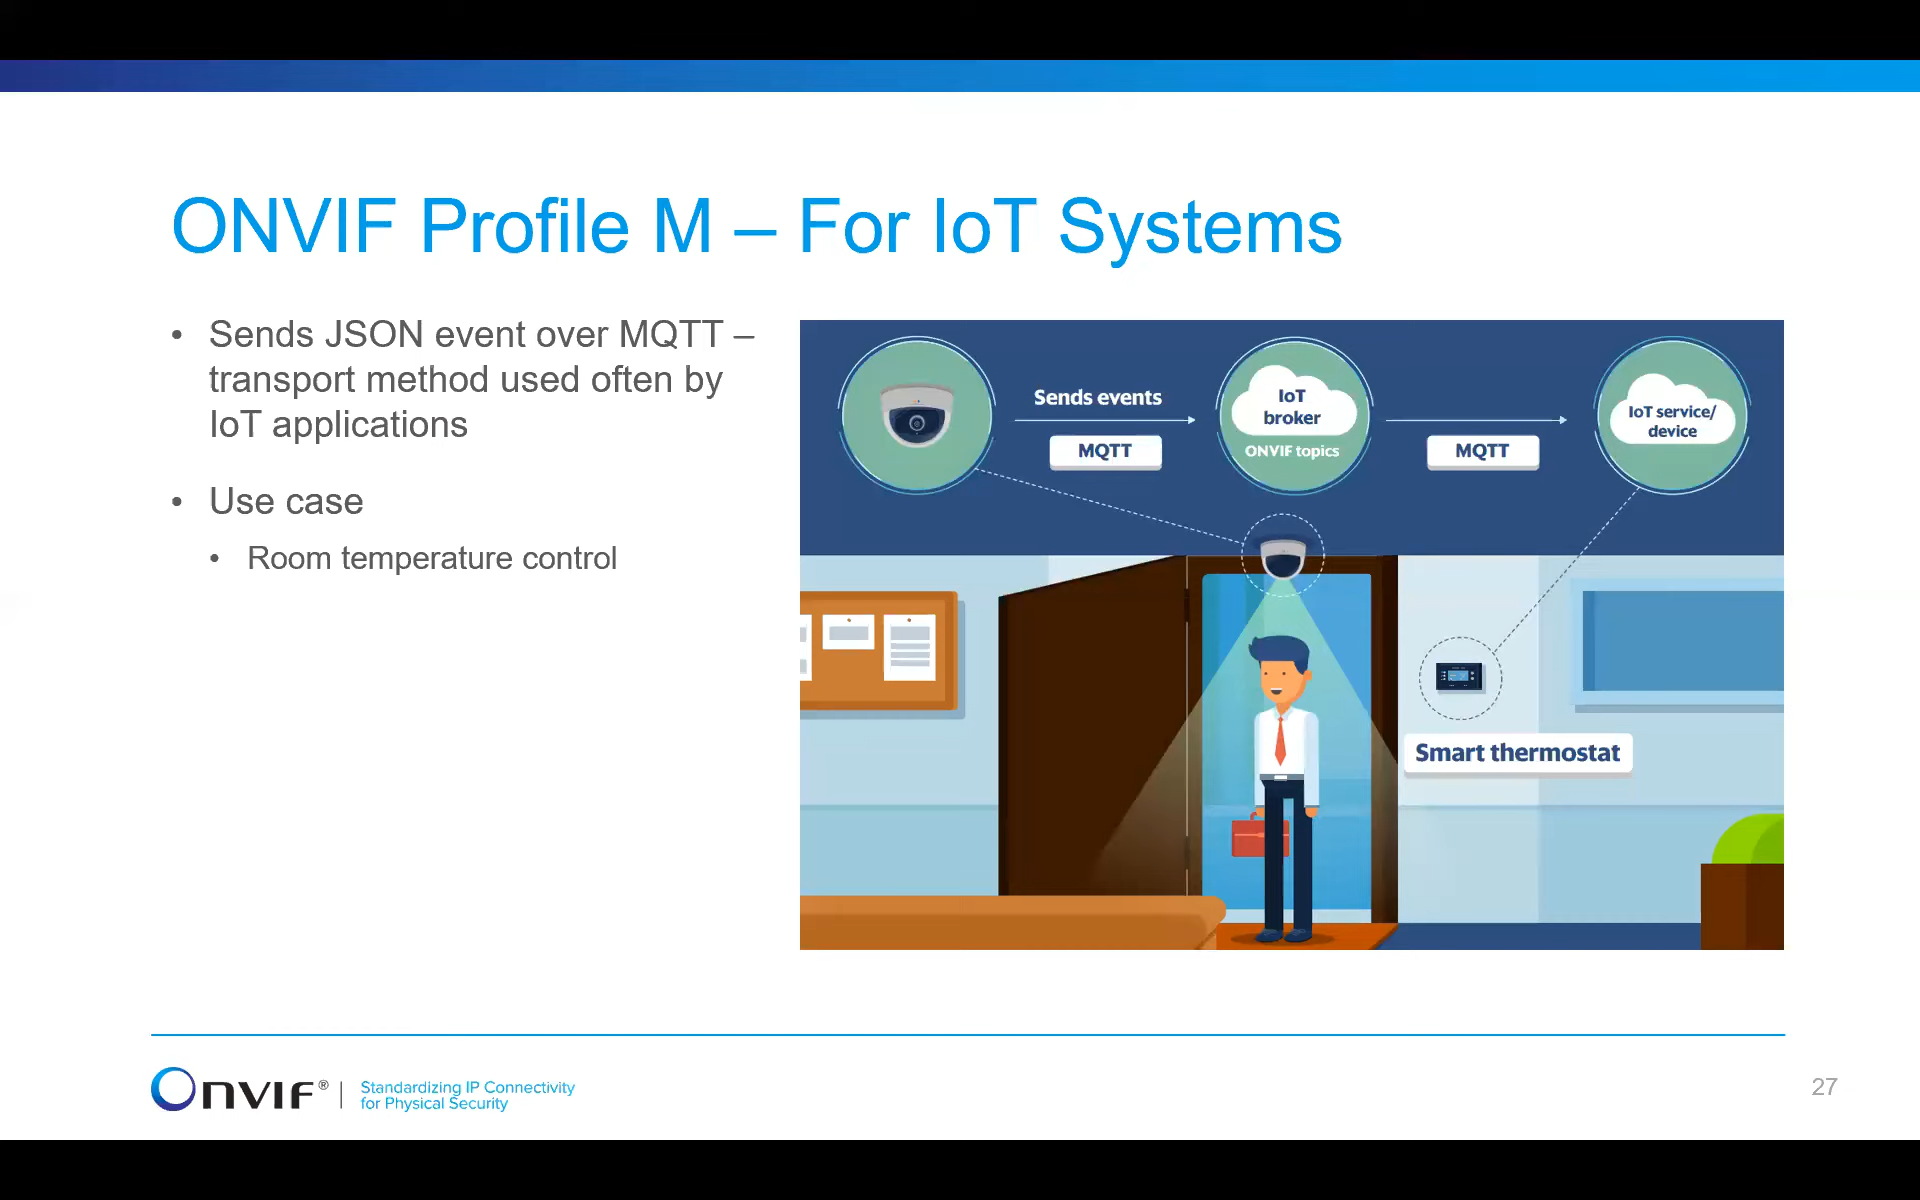 ONVIF Profile M – For IoT Systems
• Sends JSON event over MQTT –
transport method used often by
IoT applications
• Use case
• Room temperature control
Sends events
MQTT
IoT
broker
ONVIF topics
MQTT
IoT service/
device
Smart thermostat
ONVIF® | Standardizing IP Connectivity
for Physical Security
27